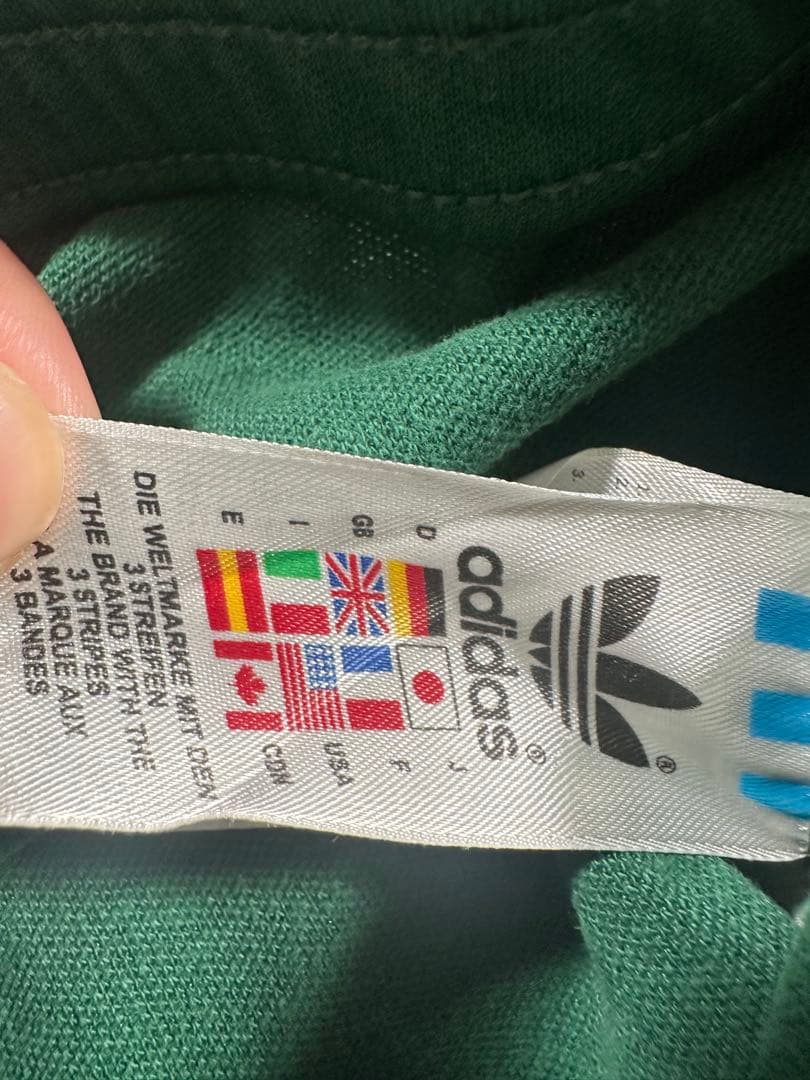 ®
adidas®
D J
GB F
I USA
E CDN
DIE WELTMARKE MIT DEN
3 STREIFEN
THE BRAND WITH THE
3 STRIPES
A MARQUE AUX
3 BANDES